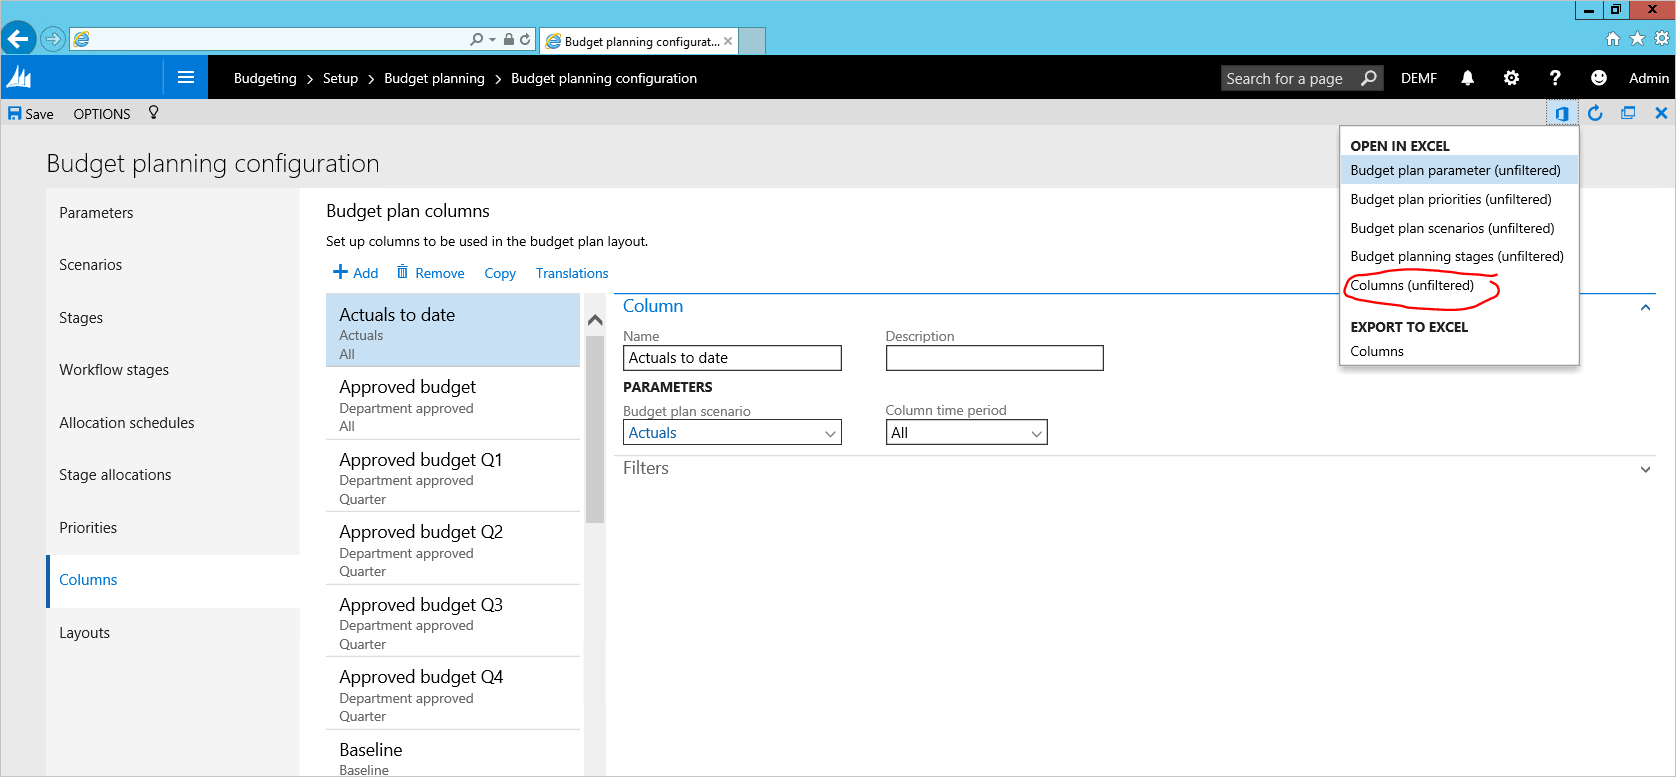 Budget planning configurat...
Budgeting > Setup > Budget planning > Budget planning configuration
Search for a page
DEMF
?
Admin
Save
OPTIONS
Budget planning configuration
Parameters
Scenarios
Stages
Workflow stages
Allocation schedules
Stage allocations
Priorities
Columns
Layouts
Budget plan columns
Set up columns to be used in the budget plan layout.
Add
Remove
Copy
Translations
Actuals to date
Actuals
All
Approved budget
Department approved
All
Approved budget Q1
Department approved
Quarter
Approved budget Q2
Department approved
Quarter
Approved budget Q3
Department approved
Quarter
Approved budget Q4
Department approved
Quarter
Baseline
Baseline
Column
Name
Description
Actuals to date
PARAMETERS
Budget plan scenario
Column time period
Actuals
All
Filters
OPEN IN EXCEL
Budget plan parameter (unfiltered)
Budget plan priorities (unfiltered)
Budget plan scenarios (unfiltered)
Budget planning stages (unfiltered)
Columns (unfiltered)
EXPORT TO EXCEL
Columns